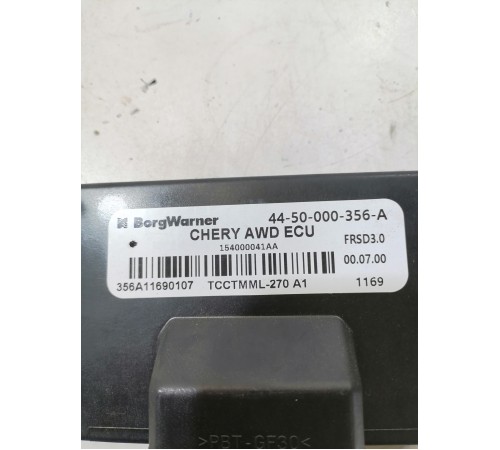 BorgWarner 44-50-000-356-A
CHERY AWD ECU FRSD3.0
154000041AA
00.07.00
356A11690107 TCCTMML-270 A1 1169
>PBT-GF30<